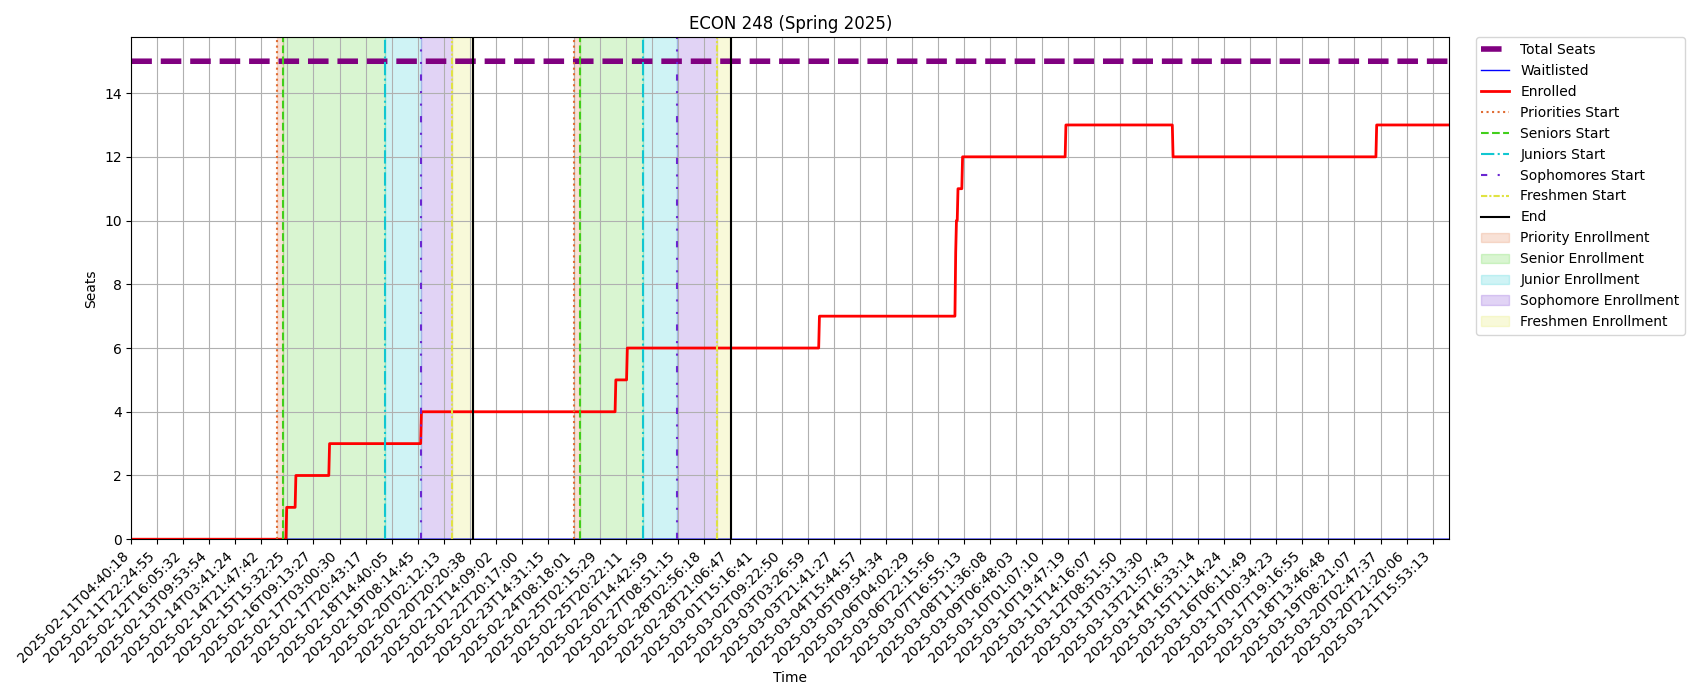 ECON 248 (Spring 2025)
Seats
14
12
10
8
6
4
2
0
2025-02-11T04:40:18
2025-02-11T22:24:55
2025-02-12T16:05:32
2025-02-13T09:53:54
2025-02-14T03:41:24
2025-02-14T21:47:42
2025-02-15T15:32:25
2025-02-16T09:13:27
2025-02-17T03:00:30
2025-02-17T20:43:17
2025-02-18T14:40:05
2025-02-19T08:14:45
2025-02-20T02:12:13
2025-02-20T20:20:38
2025-02-21T14:09:02
2025-02-22T20:17:00
2025-02-23T14:31:15
2025-02-24T08:18:01
2025-02-25T02:15:29
2025-02-25T20:22:11
2025-02-26T14:42:59
2025-02-27T08:51:15
2025-02-28T02:56:18
2025-02-28T21:06:47
2025-03-01T15:16:41
2025-03-02T09:22:50
2025-03-03T03:26:59
2025-03-03T21:41:27
2025-03-04T15:44:57
2025-03-05T09:54:34
2025-03-06T04:02:29
2025-03-06T22:15:56
2025-03-07T16:55:13
2025-03-08T11:36:08
2025-03-09T06:48:03
2025-03-10T01:07:10
2025-03-10T19:47:19
2025-03-11T14:16:07
2025-03-12T08:51:50
2025-03-13T03:13:30
2025-03-13T21:57:43
2025-03-14T16:33:14
2025-03-15T11:14:24
2025-03-16T06:11:49
2025-03-17T00:34:23
2025-03-17T19:16:55
2025-03-18T13:46:48
2025-03-19T08:21:07
2025-03-20T02:47:37
2025-03-20T21:20:06
2025-03-21T15:53:13
Time
Total Seats
Waitlisted
Enrolled
Priorities Start
Seniors Start
Juniors Start
Sophomores Start
Freshmen Start
End
Priority Enrollment
Senior Enrollment
Junior Enrollment
Sophomore Enrollment
Freshmen Enrollment